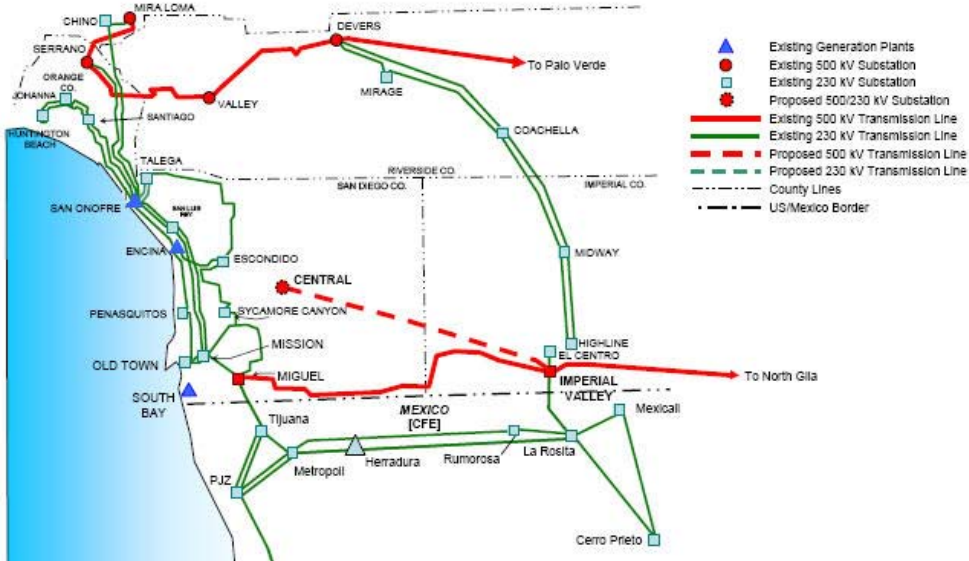 CHINO
MIRA LOMA
SERRANO
ORANGE
CO.
JOHANNA
HUNTINGTON
BEACH
SANTIAGO
VALLEY
DEVERS
To Palo Verde
MIRAGE
COACHELLA
TALEGA
RIVERSIDE CO.
SAN DIEGO CO.
IMPERIAL CO.
SAN ONOFRE
SAN LUIS
REY
ENCINA
ESCONDIDO
MIDWAY
CENTRAL
PENASQUITOS
SYCAMORE CANYON
MISSION
HIGHLINE
EL CENTRO
OLD TOWN
MIGUEL
IMPERIAL
VALLEY
To North Gila
SOUTH
BAY
MEXICO
[CFE]
Mexicali
Tijuana
Metropoli
Herradura
Rumorosa
La Rosita
PJZ
Cerro Prieto
Existing Generation Plants
Existing 500 kV Substation
Existing 230 kV Substation
Proposed 500/230 kV Substation
Existing 500 kV Transmission Line
Existing 230 kV Transmission Line
Proposed 500 kV Transmission Line
Proposed 230 kV Transmission Line
County Lines
US/Mexico Border